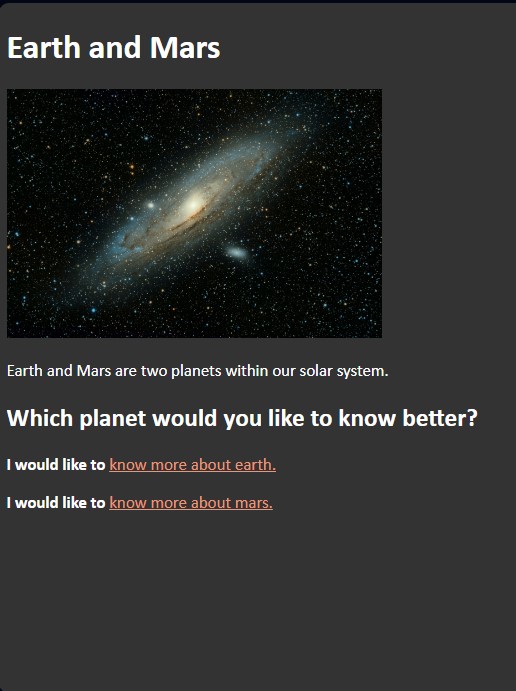 Earth and Mars
Earth and Mars are two planets within our solar system.
Which planet would you like to know better?
I would like to know more about earth.
I would like to know more about mars.